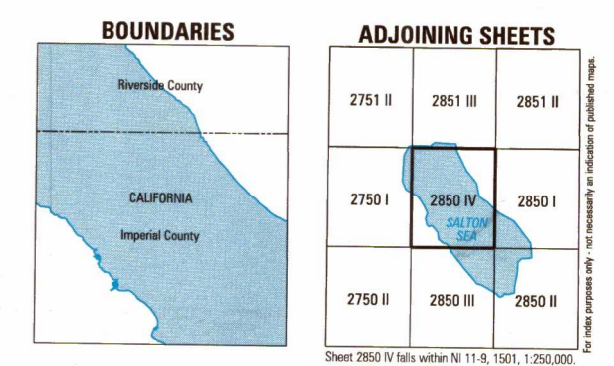 BOUNDARIES
Riverside County
CALIFORNIA
Imperial County
ADJOINING SHEETS
2751 II
2851 III
2851 II
2750 I
2850 IV
2850 I
SALTON
SEA
2750 II
2850 III
2850 II
For index purposes only - not necessarily an indication of published maps.
Sheet 2850 IV falls within NI 11-9, 1501, 1:250,000.